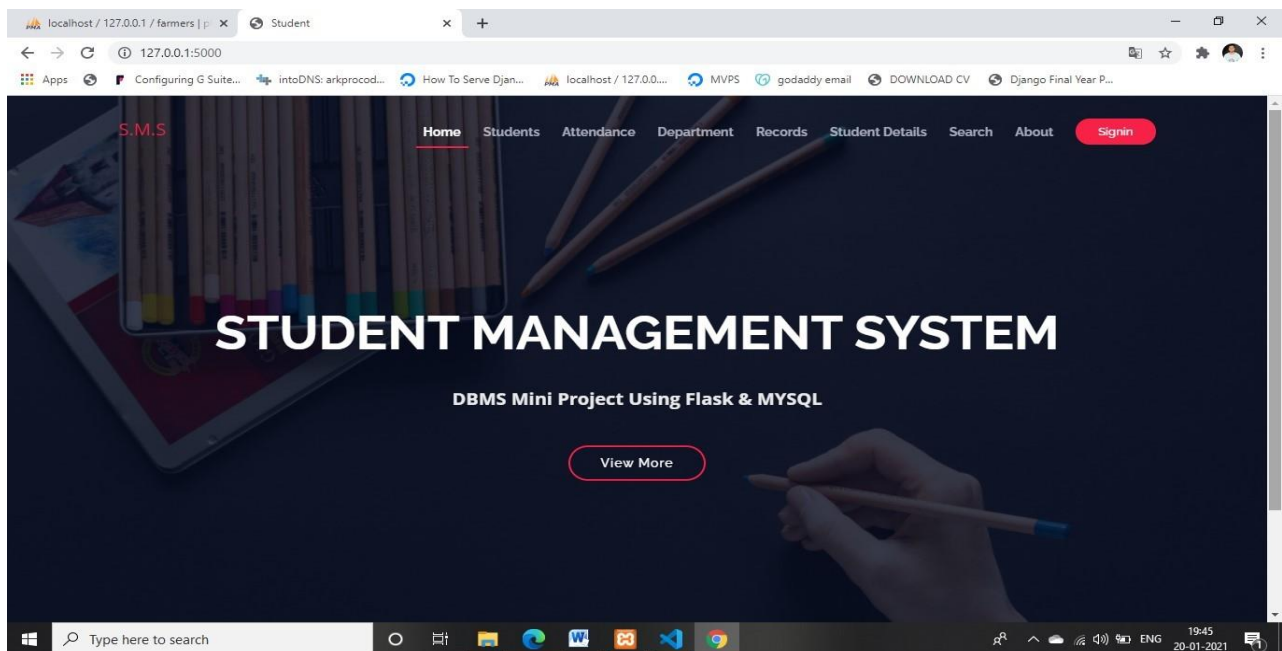 localhost / 127.0.0.1 / farmers | p
Student
127.0.0.1:5000
Apps Configuring G Suite... intoDNS: arkprocod... How To Serve Djan... localhost / 127.0.0.... MVPS godaddy email DOWNLOAD CV Django Final Year P...
S.M.S Home Students Attendance Department Records Student Details Search About Signin
STUDENT MANAGEMENT SYSTEM
DBMS Mini Project Using Flask & MYSQL
View More
Type here to search
ENG
19:45
20-01-2021